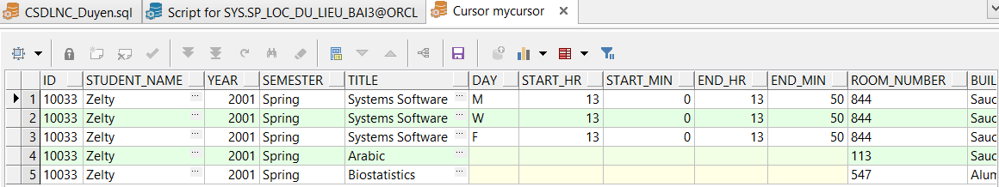 CSDLNC_Duyen.sql Script for SYS.SP_LOC_DU_LIEU_BAI3@ORCL Cursor mycursor
ID STUDENT_NAME YEAR SEMESTER TITLE DAY START_HR START_MIN END_HR END_MIN ROOM_NUMBER BUIL
1 10033 Zelty ... 2001 Spring Systems Software ... M 13 0 13 50 844 Sauc
2 10033 Zelty ... 2001 Spring Systems Software ... W 13 0 13 50 844 Sauc
3 10033 Zelty ... 2001 Spring Systems Software ... F 13 0 13 50 844 Sauc
4 10033 Zelty ... 2001 Spring Arabic ... 113 Sauc
5 10033 Zelty ... 2001 Spring Biostatistics ... 547 Alum